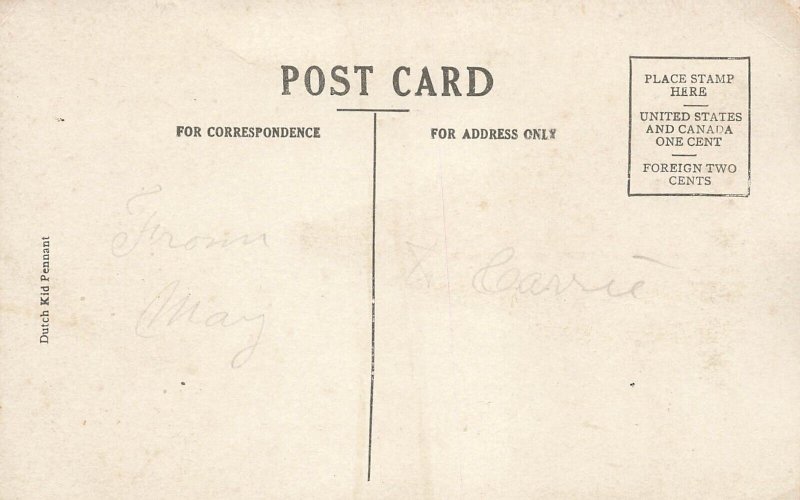 POST CARD
FOR CORRESPONDENCE
FOR ADDRESS ONLY
PLACE STAMP
HERE
UNITED STATES
AND CANADA
ONE CENT
FOREIGN TWO
CENTS
Dutch Kid Pennant
From
May
To Carrie